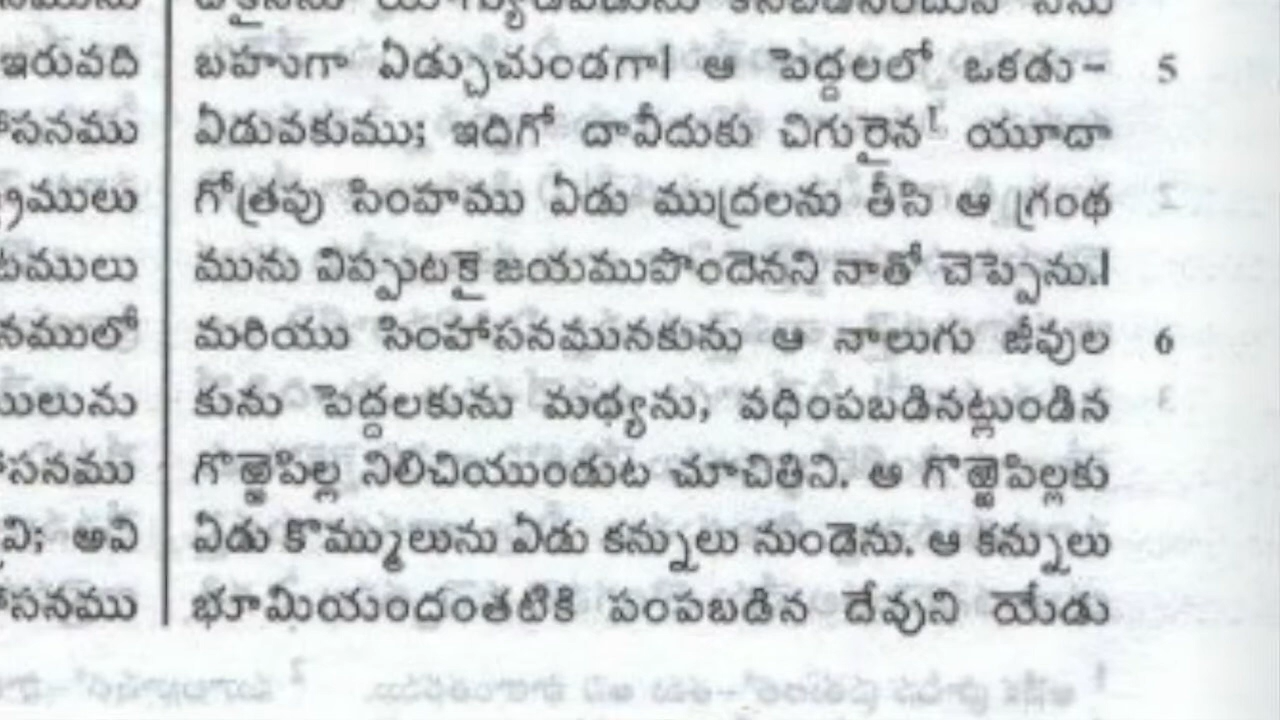 ఇరువది
సనము
ములు
ములు
నములో
లును
సనము
వి; అవి
సనము
బహుగా ఏడ్చుచుండగా। ఆ పెద్దలలో ఒకడు– 5
ఏడువకుము; ఇదిగో దావీదుకు చిగురైన¹ యూదా
గోత్రపు సింహము ఏడు ముద్రలను తీసి ఆ గ్రంథ
మును విప్పుటకై జయముపొందెనని నాతో చెప్పెను.।
మరియు సింహాసనమునకును ఆ నాలుగు జీవుల 6
కును పెద్దలకును మధ్యను, వధింపబడినట్లుండిన
గొఱ్ఱెపిల్ల నిలిచియుండుట చూచితిని. ఆ గొఱ్ఱెపిల్లకు
ఏడు కొమ్ములును ఏడు కన్నులు నుండెను. ఆ కన్నులు
భూమియందంతటికి పంపబడిన దేవుని యేడు